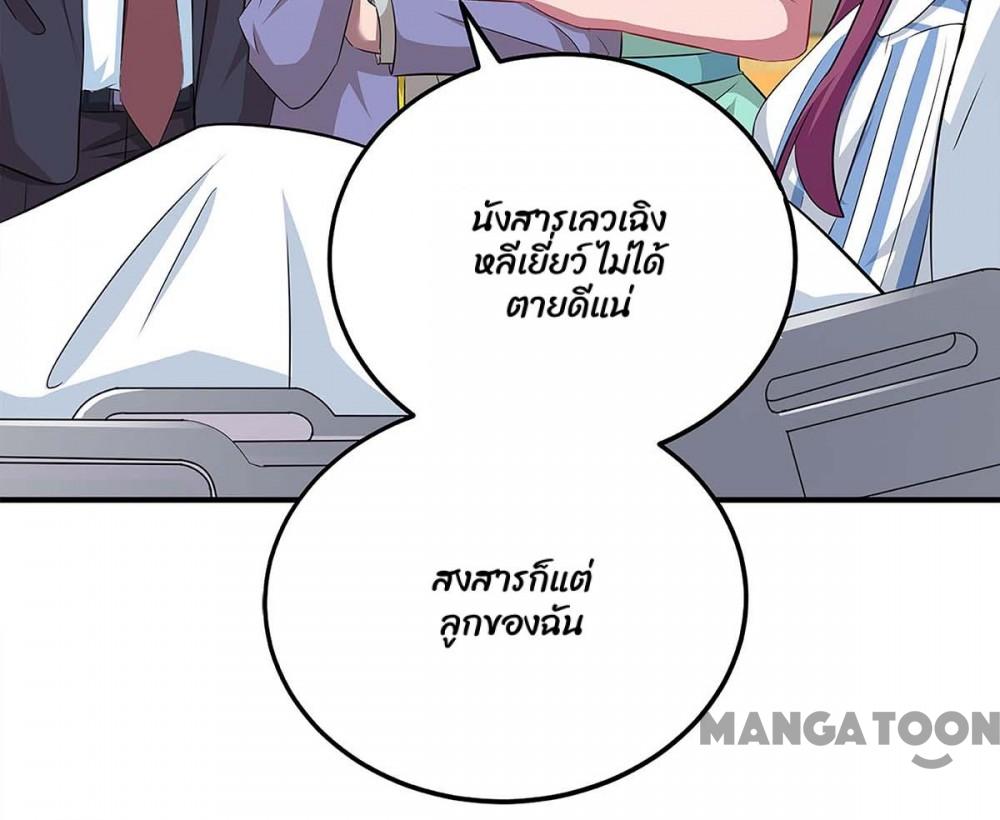 นังสารเลวเฉิง
หลีเยี่ยว์ ไม่ได้
ตายดีแน่
สงสารก็แต่
ลูกของฉัน
MANGATOON